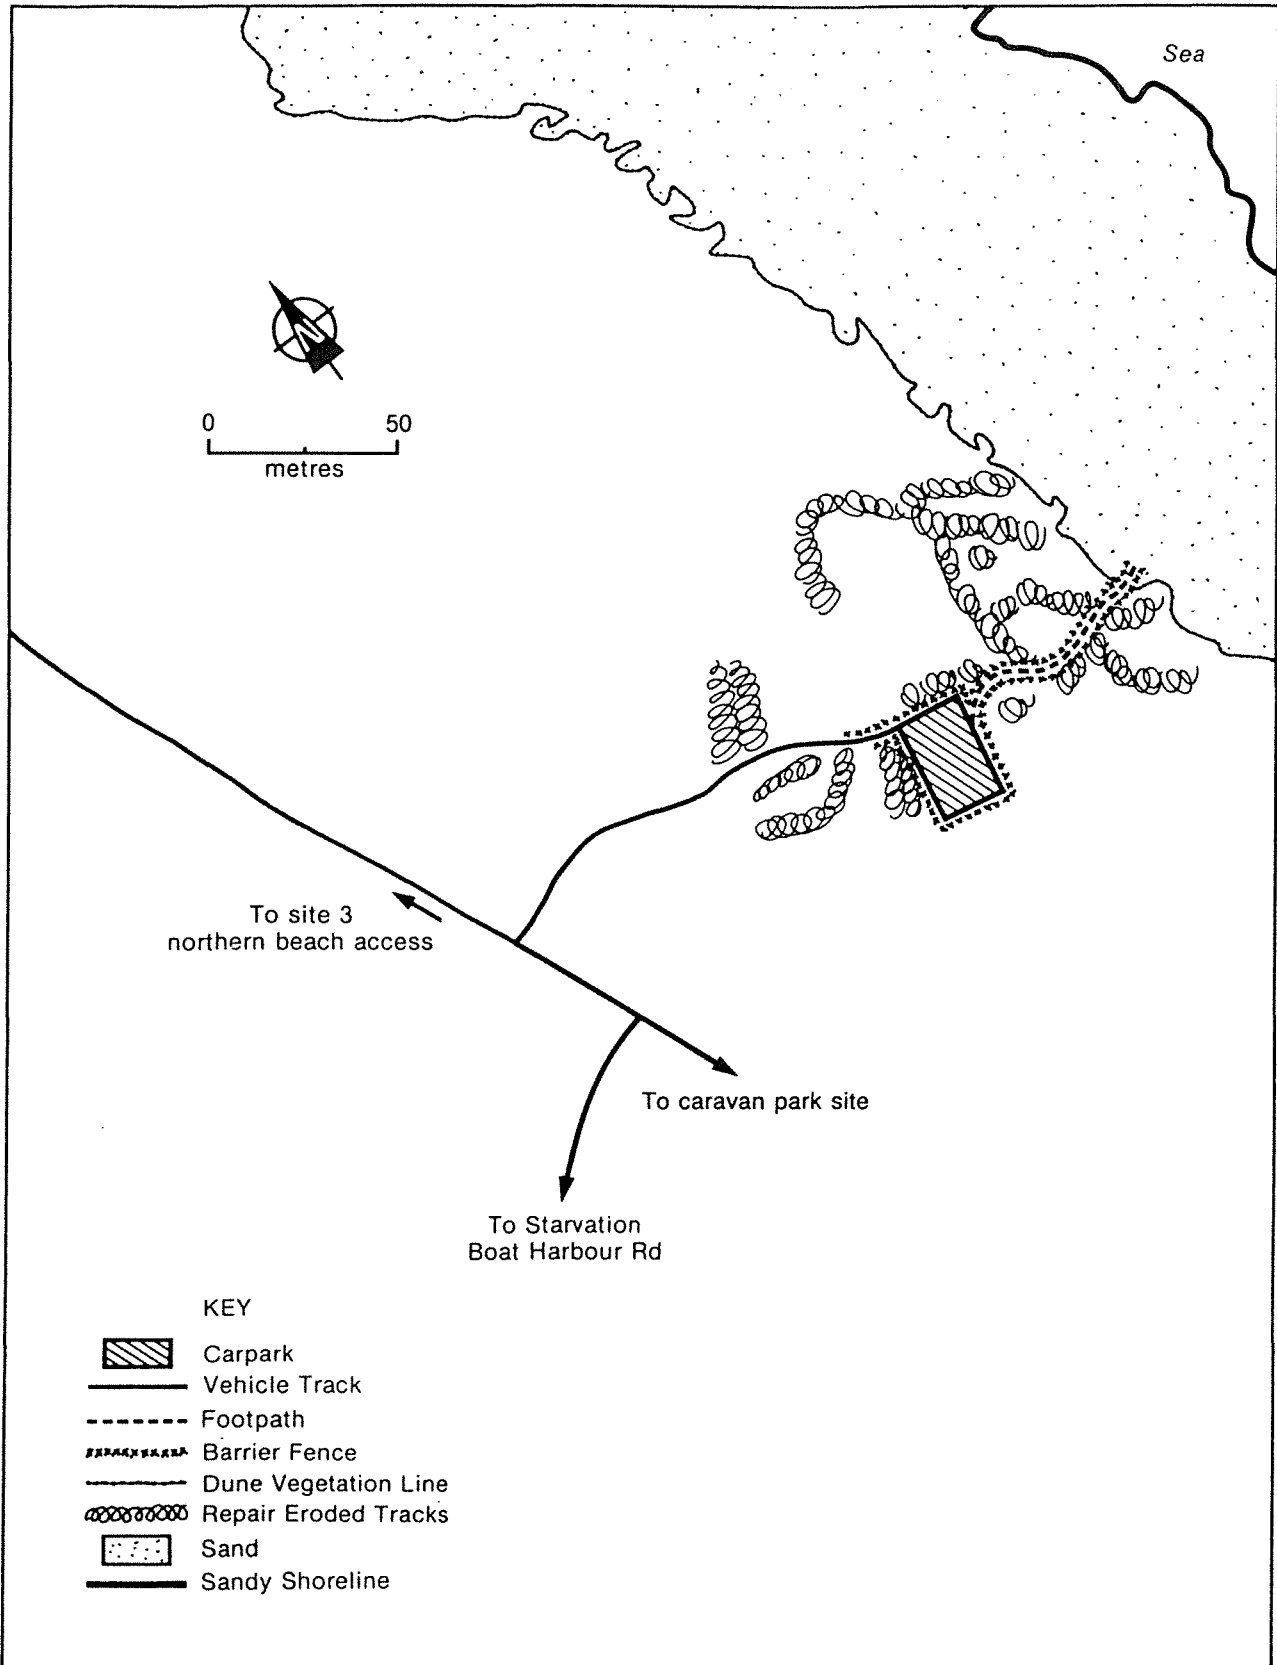 Sea
N
0 50
metres
To site 3
northern beach access
To caravan park site
To Starvation
Boat Harbour Rd
KEY
Carpark
Vehicle Track
Footpath
Barrier Fence
Dune Vegetation Line
Repair Eroded Tracks
Sand
Sandy Shoreline